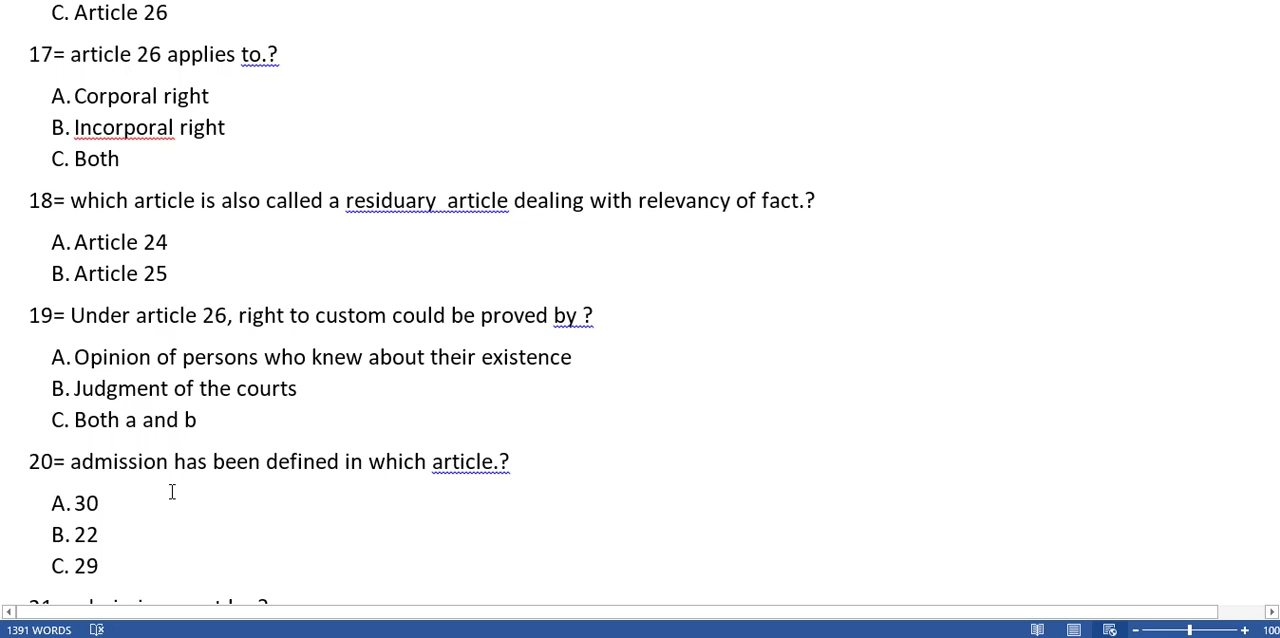 C. Article 26
17= article 26 applies to.?
A. Corporal right
B. Incorporal right
C. Both
18= which article is also called a residuary  article dealing with relevancy of fact.?
A. Article 24
B. Article 25
19= Under article 26, right to custom could be proved by ?
A. Opinion of persons who knew about their existence
B. Judgment of the courts
C. Both a and b
20= admission has been defined in which article.?
A. 30
B. 22
C. 29
1391 WORDS
100